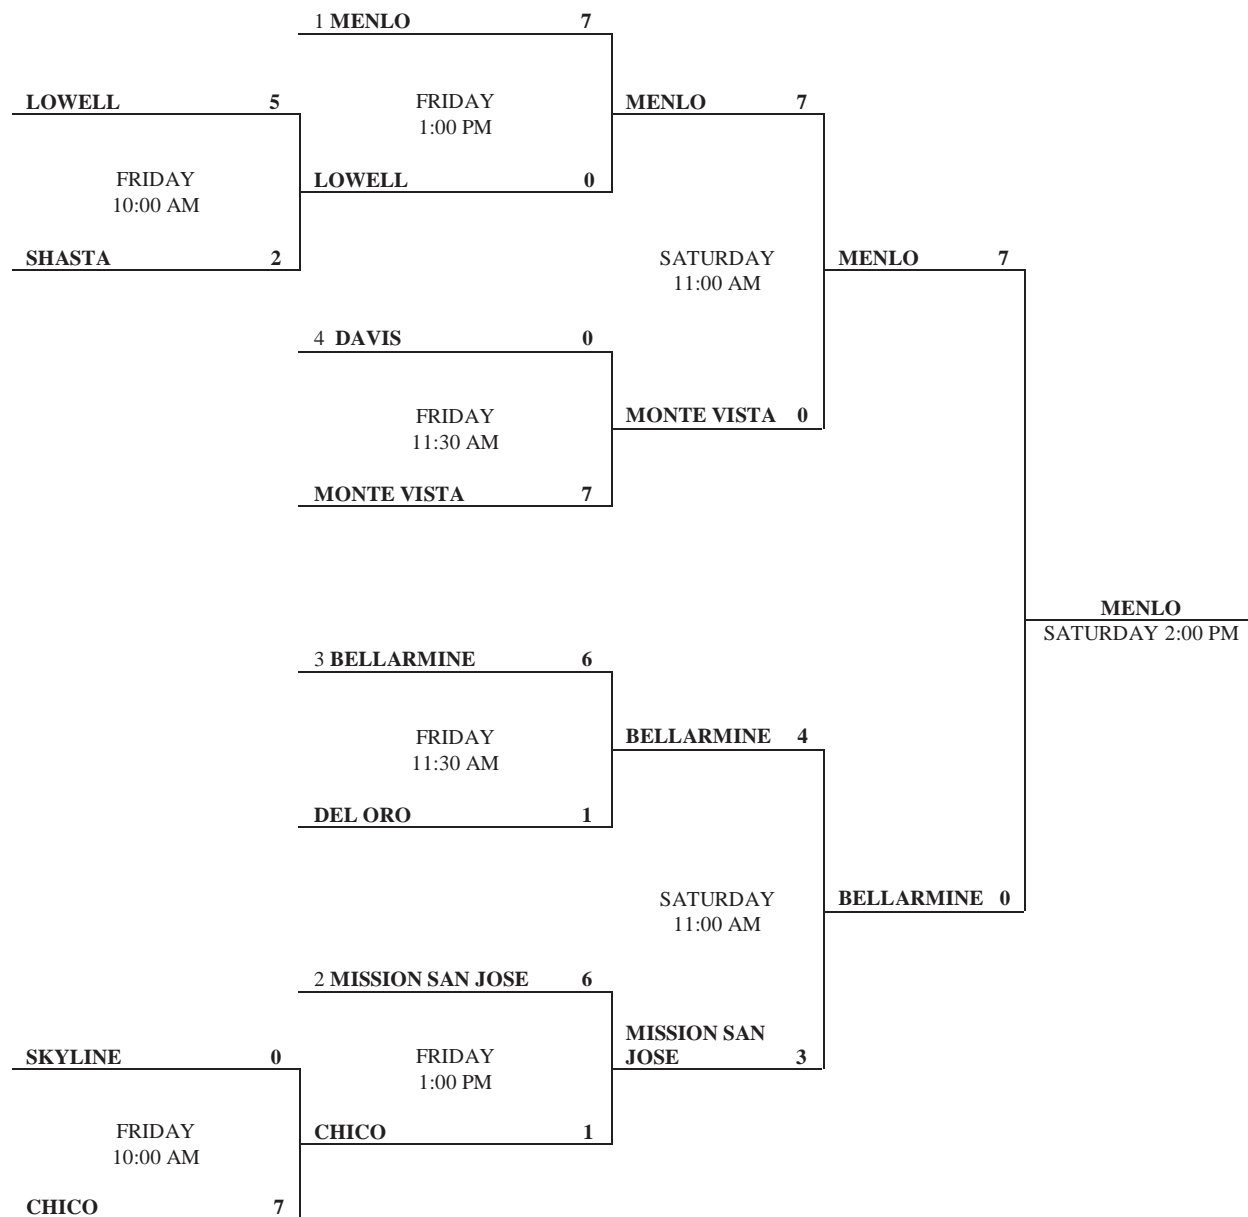 1 MENLO 7
LOWELL 5
FRIDAY
1:00 PM
MENLO 7
FRIDAY
10:00 AM
LOWELL 0
SHASTA 2
SATURDAY
11:00 AM
MENLO 7
4 DAVIS 0
FRIDAY
11:30 AM
MONTE VISTA 0
MONTE VISTA 7
MENLO
SATURDAY 2:00 PM
3 BELLARMINE 6
FRIDAY
11:30 AM
BELLARMINE 4
DEL ORO 1
SATURDAY
11:00 AM
BELLARMINE 0
2 MISSION SAN JOSE 6
MISSION SAN
JOSE 3
SKYLINE 0
FRIDAY
1:00 PM
FRIDAY
10:00 AM
CHICO 1
CHICO 7